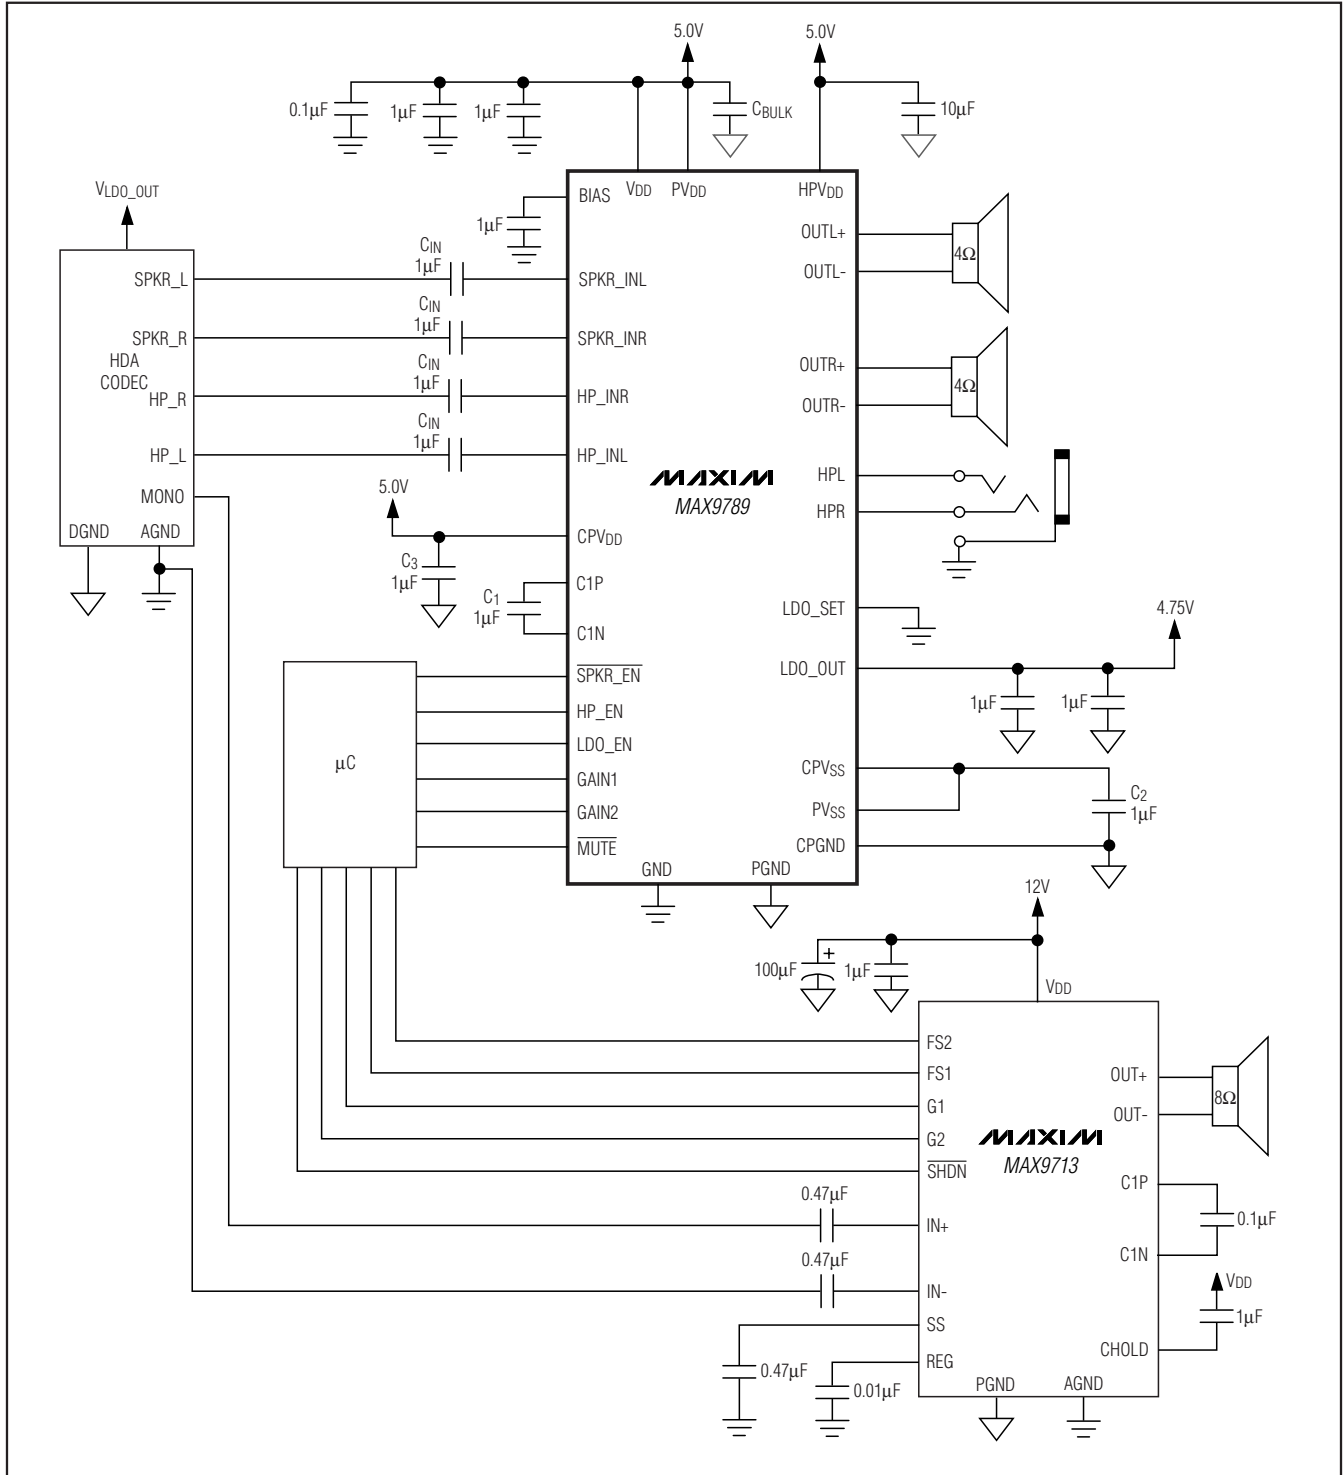 5.0V
5.0V
0.1μF
1μF
1μF
CBULK
10μF
VLDO_OUT
BIAS
VDD
PVDD
HPVDD
1μF
OUTL+
OUTL-
4Ω
CIN
1μF
SPKR_L
SPKR_INL
CIN
1μF
SPKR_R
SPKR_INR
HDA
CODEC
CIN
1μF
HP_R
HP_INR
OUTR+
OUTR-
4Ω
CIN
1μF
HP_L
HP_INL
MAXIM
MAX9789
HPL
HPR
MONO
DGND
AGND
5.0V
CPVDD
C3
1μF
C1P
C1
1μF
C1N
LDO_SET
4.75V
LDO_OUT
1μF
1μF
μC
SPKR_EN
HP_EN
LDO_EN
GAIN1
GAIN2
MUTE
CPVSS
PVSS
C2
1μF
CPGND
GND
PGND
12V
100μF
+
1μF
VDD
FS2
FS1
G1
G2
SHDN
OUT+
OUT-
8Ω
MAXIM
MAX9713
C1P
0.1μF
C1N
0.47μF
IN+
0.47μF
IN-
VDD
1μF
CHOLD
SS
0.47μF
REG
0.01μF
PGND
AGND